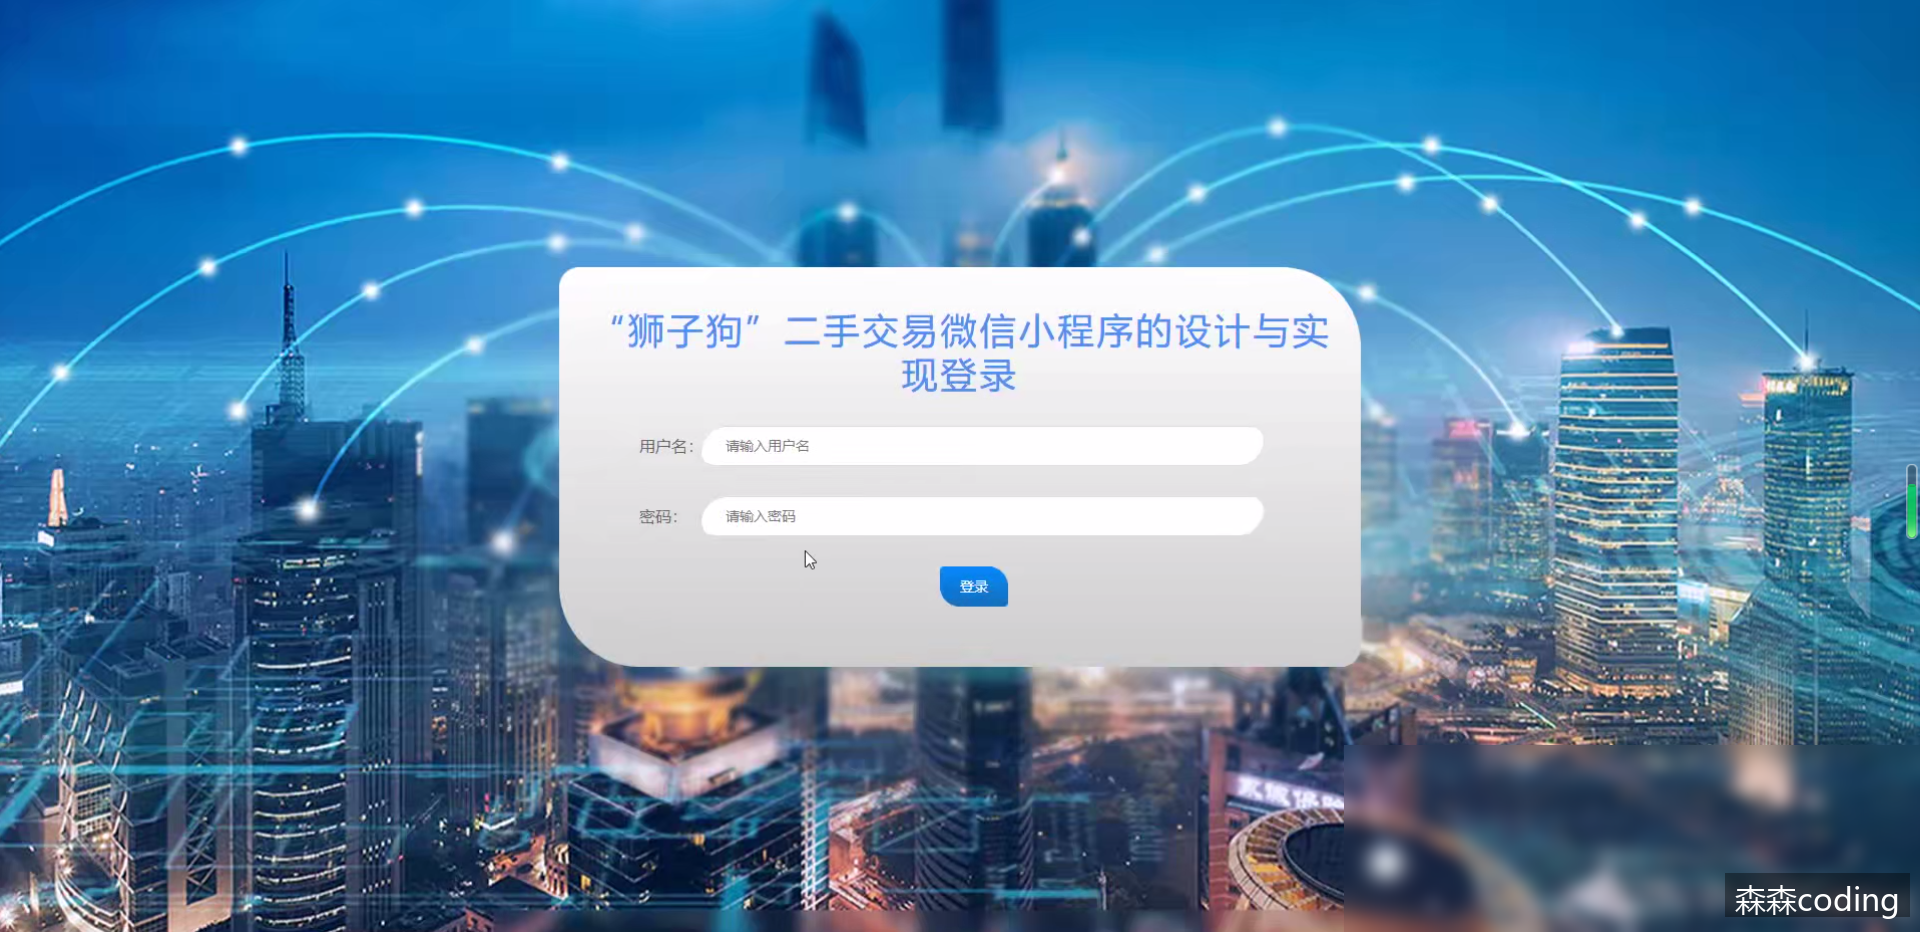 “狮子狗”二手交易微信小程序的设计与实
现登录
用户名：
请输入用户名
密码：
请输入密码
登录
森森coding